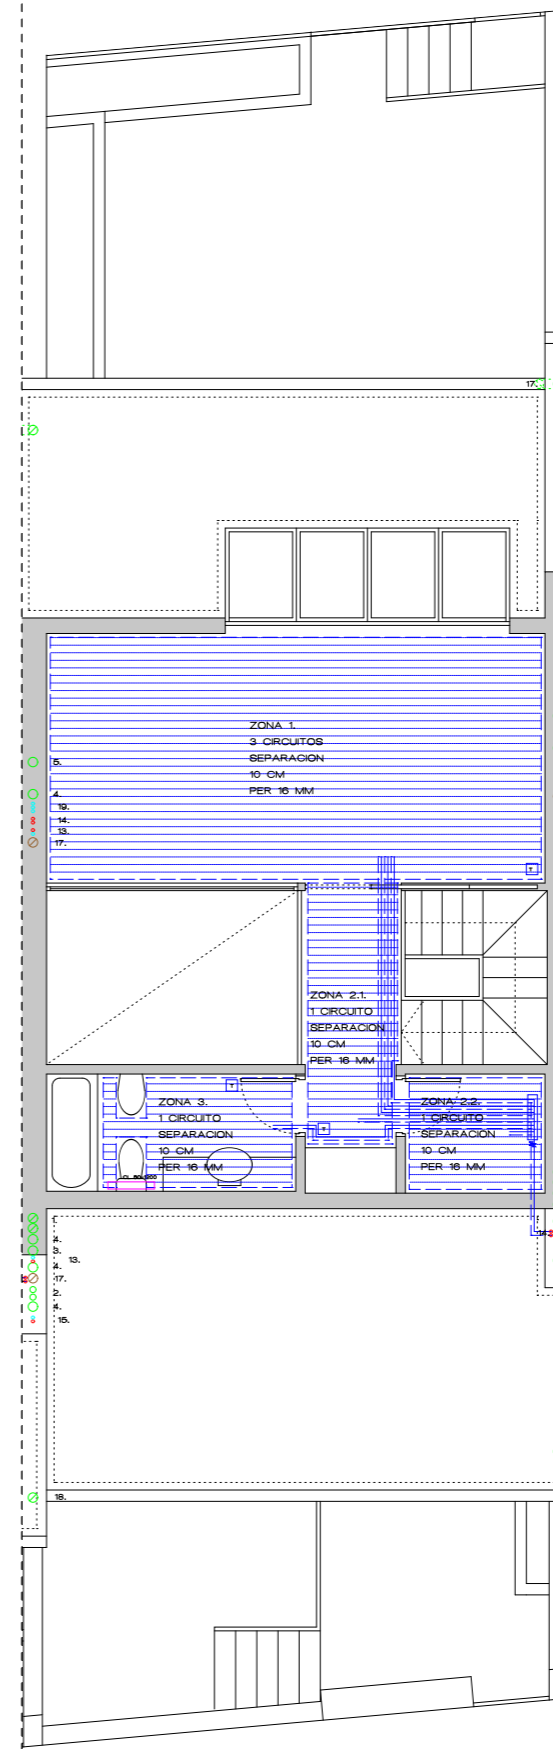 17.
ZONA 1.
3 CIRCUITOS
SEPARACION
10 CM
PER 16 MM
5.
4.
19.
14.
13.
17.
T
ZONA 2.1.
1 CIRCUITO
SEPARACION
10 CM
PER 16 MM
T
ZONA 3.
1 CIRCUITO
SEPARACION
10 CM
PER 16 MM
T
ZONA 2.2.
1 CIRCUITO
SEPARACION
10 CM
PER 16 MM
4.
3.
13.
4.
17.
2.
4.
15.
14.
18.